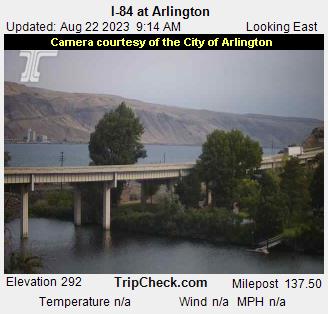 I-84 at Arlington
Updated: Aug 22 2023 9:14 AM Looking East
Camera courtesy of the City of Arlington
Elevation 292 TripCheck.com Milepost 137.50
Temperature n/a Wind n/a MPH n/a